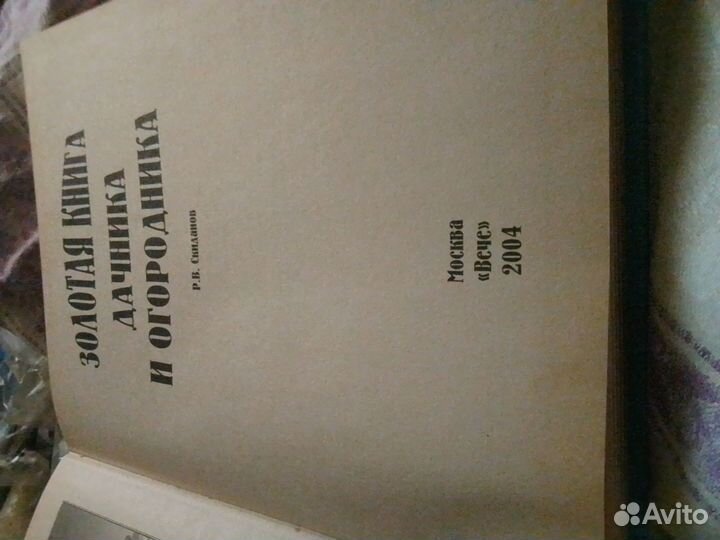 ЗОЛОТАЯ КНИГА
ДАЧНИКА
И ОГОРОДНИКА
Р.В. Скиданов
Москва
«Вече»
2004
Avito